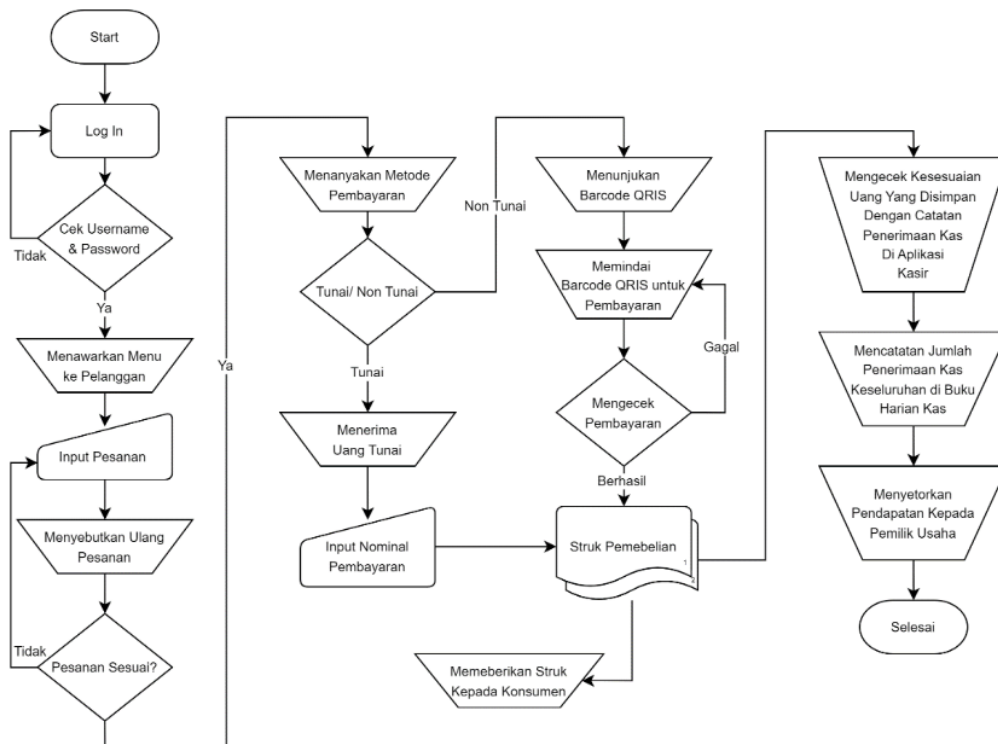 Start
Log In
Cek Username
& Password
Tidak
Ya
Menawarkan Menu
ke Pelanggan
Input Pesanan
Menyebutkan Ulang
Pesanan
Tidak
Pesanan Sesuai?
Ya
Menanyakan Metode
Pembayaran
Tunai/ Non Tunai
Non Tunai
Tunai
Menerima
Uang Tunai
Input Nominal
Pembayaran
Menunjukan
Barcode QRIS
Memindai
Barcode QRIS untuk
Pembayaran
Gagal
Mengecek
Pembayaran
Berhasil
Struk Pemebelian
1
2
Memeberikan Struk
Kepada Konsumen
Mengecek Kesesuaian
Uang Yang Disimpan
Dengan Catatan
Penerimaan Kas
Di Aplikasi
Kasir
Mencatatan Jumlah
Penerimaan Kas
Keseluruhan di Buku
Harian Kas
Menyetorkan
Pendapatan Kepada
Pemilik Usaha
Selesai